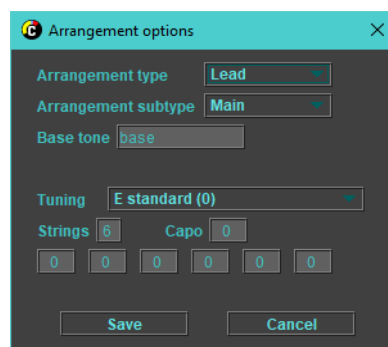 Arrangement options
Arrangement type Lead
Arrangement subtype Main
Base tone base
Tuning E standard (0)
Strings 6 Capo 0
0 0 0 0 0 0
Save Cancel